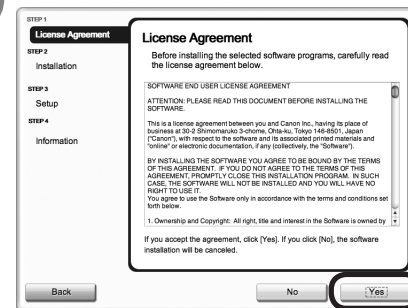 STEP 1
License Agreement
STEP 2
Installation
STEP 3
Setup
STEP 4
Information
License Agreement
Before installing the selected software programs, carefully read
the license agreement below.
SOFTWARE END USER LICENSE AGREEMENT
ATTENTION: PLEASE READ THIS DOCUMENT BEFORE INSTALLING THE
SOFTWARE.
This is a license agreement between you and Canon Inc., having its place of
business at 30-2 Shimomaruko 3-chome, Ohta-ku, Tokyo 146-8501, Japan
("Canon"), with respect to the software and its associated printed materials and
"online" or electronic documentation, if any (collectively, the "Software").
BY INSTALLING THE SOFTWARE YOU AGREE TO BE BOUND BY THE TERMS
OF THIS AGREEMENT. IF YOU DO NOT AGREE TO THE TERMS OF THIS
AGREEMENT, PROMPTLY CLOSE THIS INSTALLATION PROGRAM. IN SUCH
CASE, THE SOFTWARE WILL NOT BE INSTALLED AND YOU WILL HAVE NO
RIGHT TO USE IT.
You agree to use the Software only in accordance with the terms and conditions set
forth below.
1. Ownership and Copyright: All right, title and interest in the Software is owned by
If you accept the agreement, click [Yes]. If you click [No], the software
installation will be canceled.
Back
No
Yes